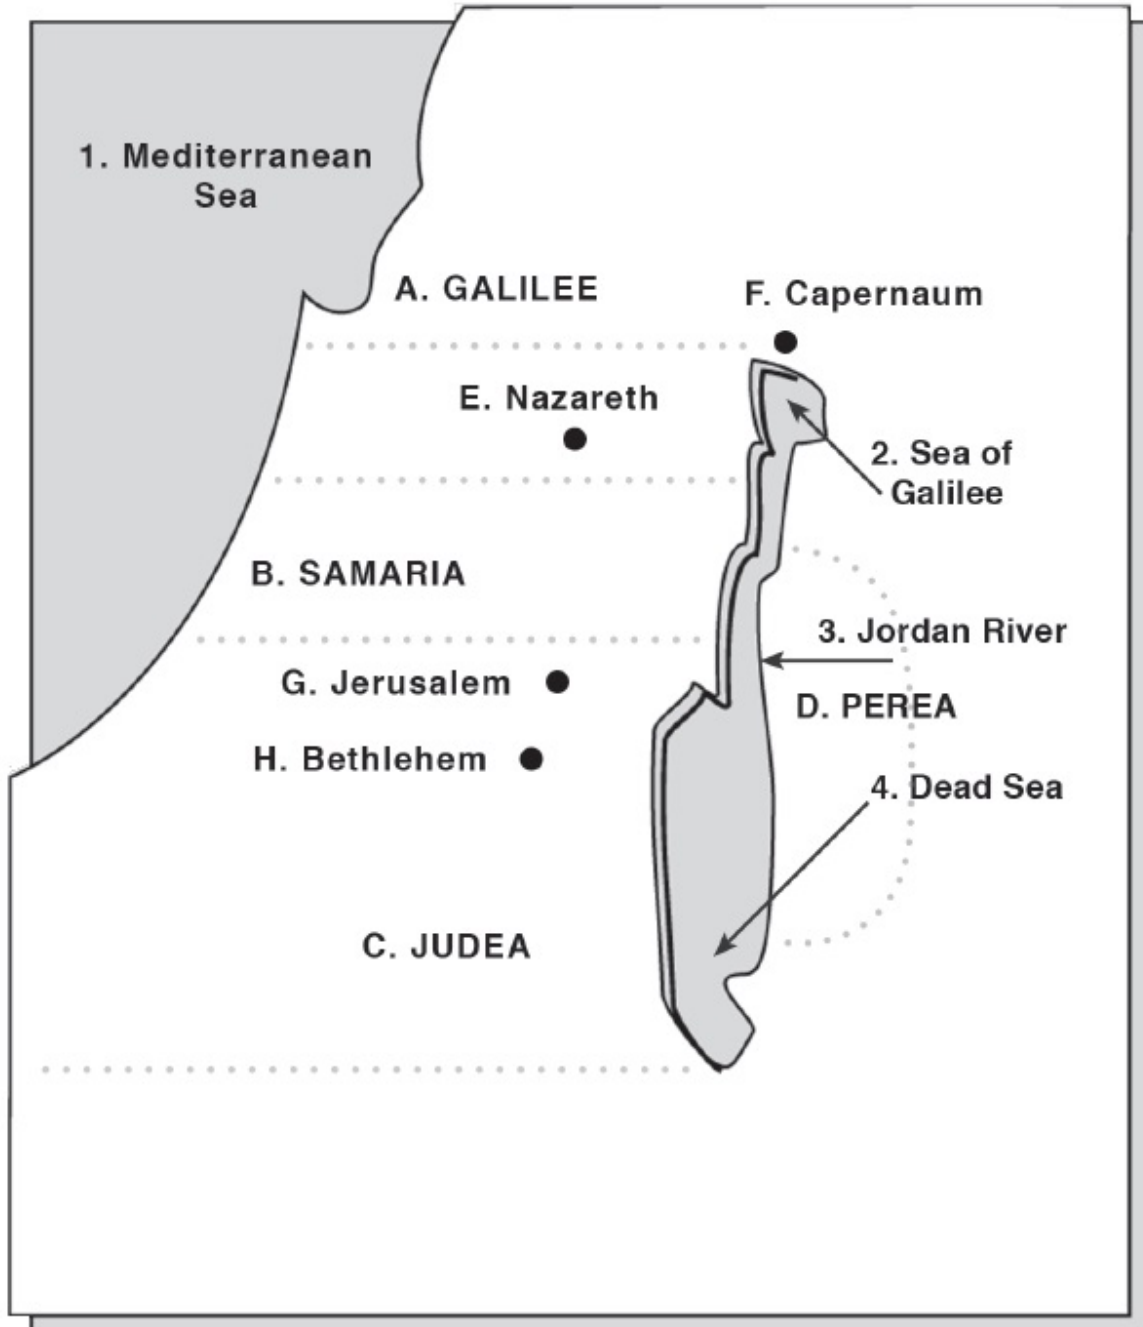 1. Mediterranean
Sea
A. GALILEE
F. Capernaum
E. Nazareth
2. Sea of
Galilee
B. SAMARIA
3. Jordan River
G. Jerusalem
D. PEREA
H. Bethlehem
4. Dead Sea
C. JUDEA